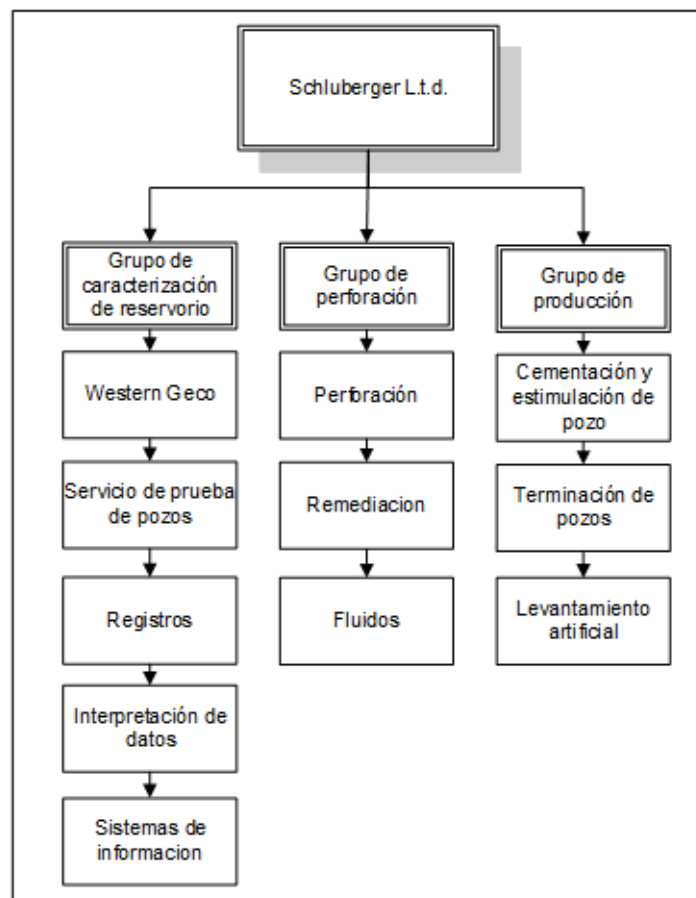 Schluberger L.t.d.
Grupo de
caracterización
de reservorio
Western Geco
Servicio de prueba
de pozos
Registros
Interpretación de
datos
Sistemas de
informacion
Grupo de
perforación
Perforación
Remediacion
Fluidos
Grupo de
producción
Cementación y
estimulación de
pozo
Terminación de
pozos
Levantamiento
artificial